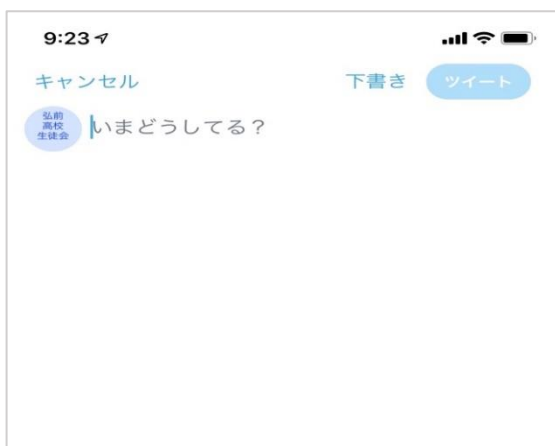 9:23
キャンセル
下書き
ツイート
弘前
高校
生徒会
いまどうしてる？